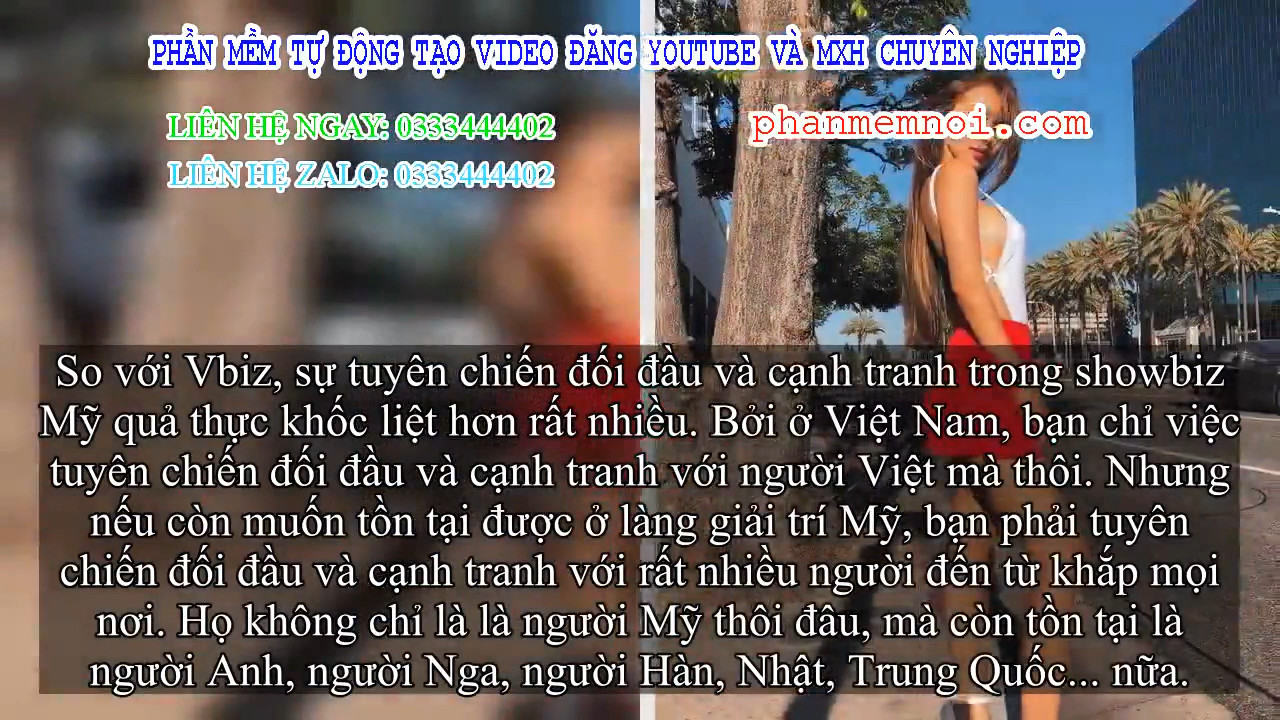 PHẦN MỀM TỰ ĐỘNG TẠO VIDEO ĐĂNG YOUTUBE VÀ MXH CHUYÊN NGHIỆP
LIÊN HỆ NGAY: 0333444402
phanmemnoi.com
LIÊN HỆ ZALO: 0333444402
So với Vbiz, sự tuyên chiến đối đầu và cạnh tranh trong showbiz
Mỹ quả thực khốc liệt hơn rất nhiều. Bởi ở Việt Nam, bạn chỉ việc
tuyên chiến đối đầu và cạnh tranh với người Việt mà thôi. Nhưng
nếu còn muốn tồn tại được ở làng giải trí Mỹ, bạn phải tuyên
chiến đối đầu và cạnh tranh với rất nhiều người đến từ khắp mọi
nơi. Họ không chỉ là là người Mỹ thôi đâu, mà còn tồn tại là
người Anh, người Nga, người Hàn, Nhật, Trung Quốc... nữa.